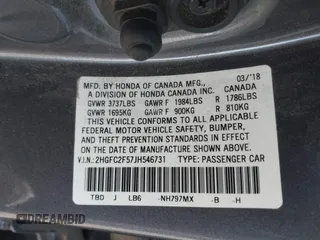 MFD. BY HONDA OF CANADA MFG., 03/'18
A DIVISION OF HONDA CANADA INC. CANADA
GVWR 3737LBS GAWR F 1984LBS R 1786LBS
GVWR 1695KG GAWR F 900KG R 810KG
THIS VEHICLE CONFORMS TO ALL APPLICABLE
FEDERAL MOTOR VEHICLE SAFETY, BUMPER,
AND THEFT PREVENTION STANDARDS IN EFFECT
ON THE DATE OF MANUFACTURE SHOWN ABOVE.
V.I.N.: 2HGFC2F57JH546731 TYPE: PASSENGER CAR
TBD J LB6 -NH797MX -B -H
DREAMBID